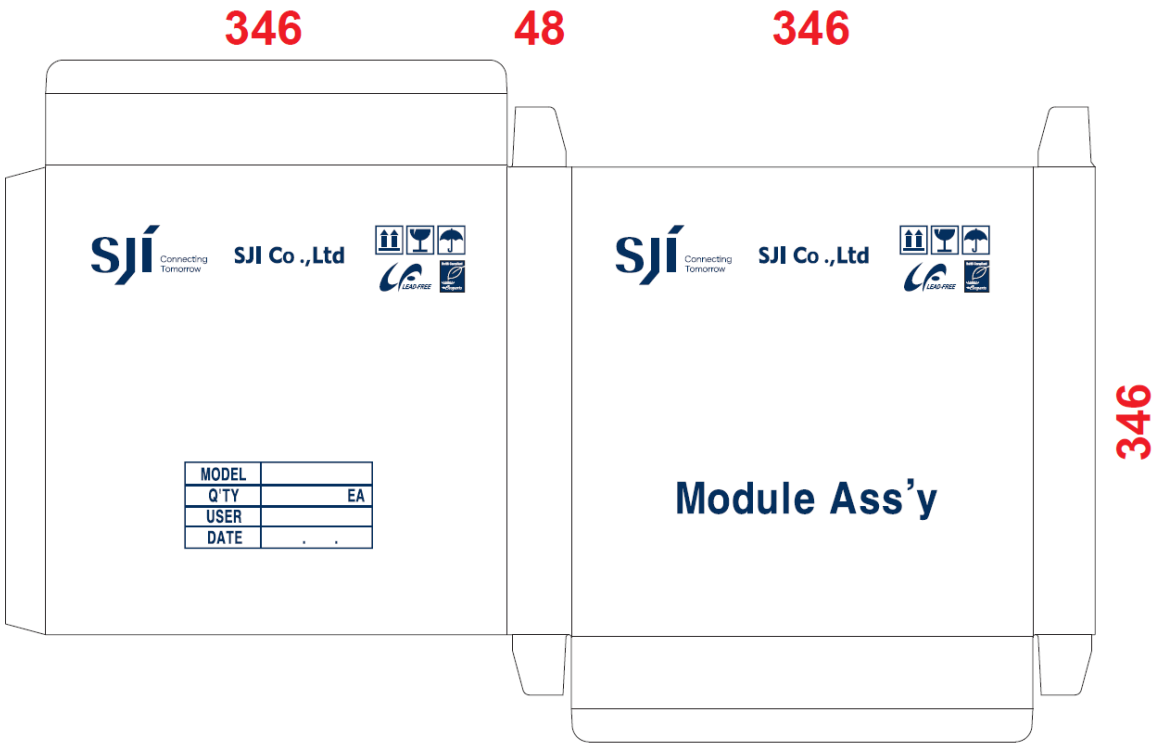 346 48 346
SJI Connecting Tomorrow
SJI Co .,Ltd
LEAD-FREE
SJI Connecting Tomorrow
SJI Co .,Ltd
LEAD-FREE
346
MODEL
Q'TY EA
USER
DATE . .
Module Ass’y